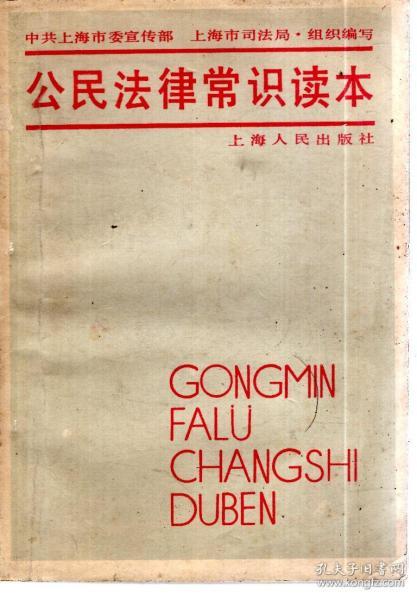 中共上海市委宣传部 上海市司法局·组织编写
公民法律常识读本
上海人民出版社
GONGMIN
FALÜ
CHANGSHI
DUBEN
孔夫子旧书网